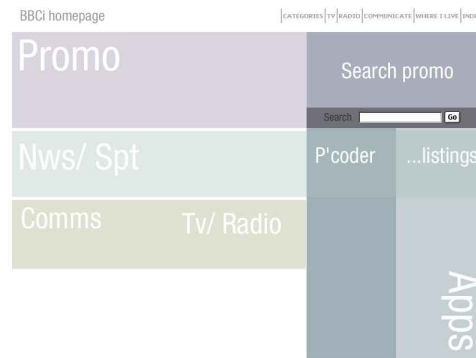 BBCi homepage
CATEGORIES TV RADIO COMMUNICATE WHERE I LIVE
Promo
Search promo
Search Go
Nws/ Spt
P'coder
...listings
Comms
Tv/ Radio
Apps